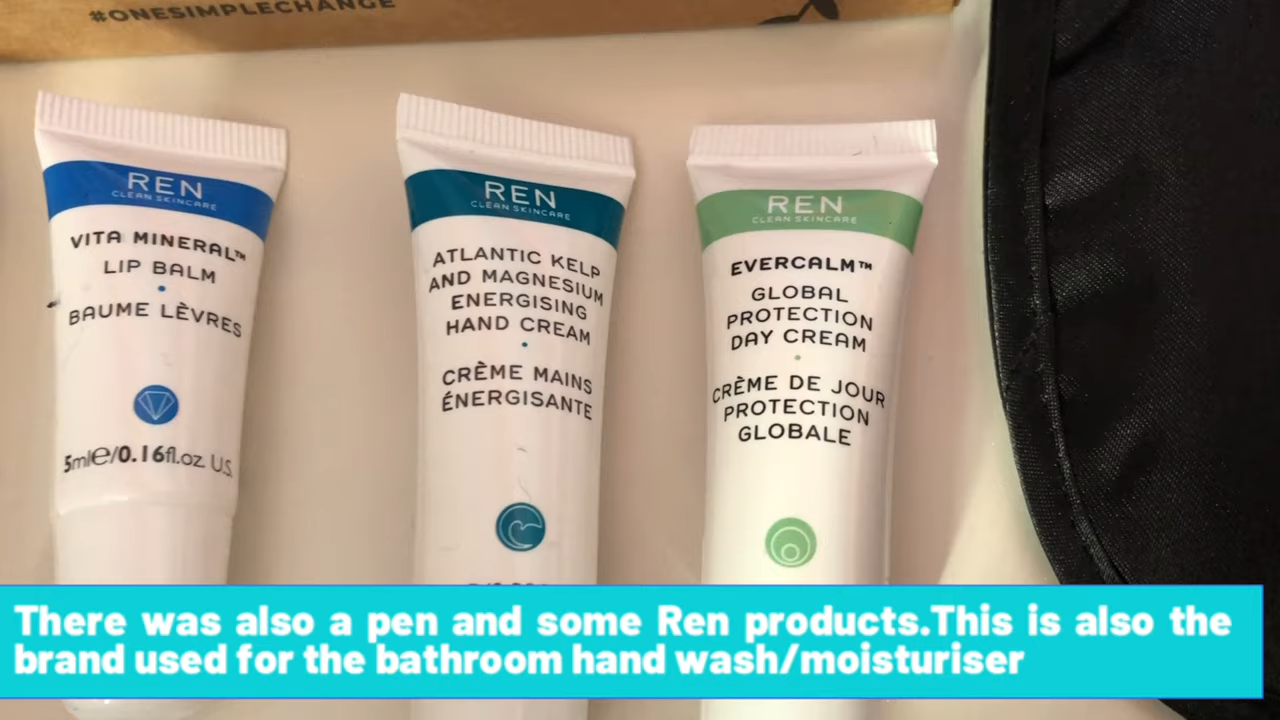 #ONESIMPLECHANGE
REN
CLEAN SKINCARE
VITA MINERAL™
LIP BALM
BAUME LÈVRES
5ml℮/0.16fl.oz. U.S.
REN
CLEAN SKINCARE
ATLANTIC KELP
AND MAGNESIUM
ENERGISING
HAND CREAM
CRÈME MAINS
ÉNERGISANTE
REN
CLEAN SKINCARE
EVERCALM™
GLOBAL
PROTECTION
DAY CREAM
CRÈME DE JOUR
PROTECTION
GLOBALE
There was also a pen and some Ren products.This is also the
brand used for the bathroom hand wash/moisturiser